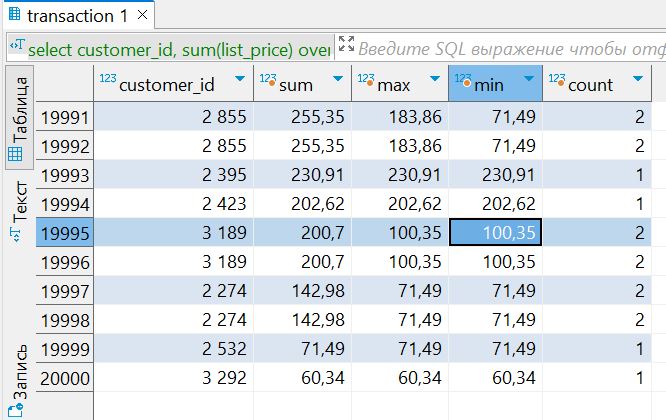 transaction 1
select customer_id, sum(list_price) over
Введите SQL выражение чтобы отф
Таблица
Текст
Запись
123 customer_id 123 sum 123 max 123 min 123 count
19991 2 855 255,35 183,86 71,49 2
19992 2 855 255,35 183,86 71,49 2
19993 2 395 230,91 230,91 230,91 1
19994 2 423 202,62 202,62 202,62 1
19995 3 189 200,7 100,35 100,35 2
19996 3 189 200,7 100,35 100,35 2
19997 2 274 142,98 71,49 71,49 2
19998 2 274 142,98 71,49 71,49 2
19999 2 532 71,49 71,49 71,49 1
20000 3 292 60,34 60,34 60,34 1